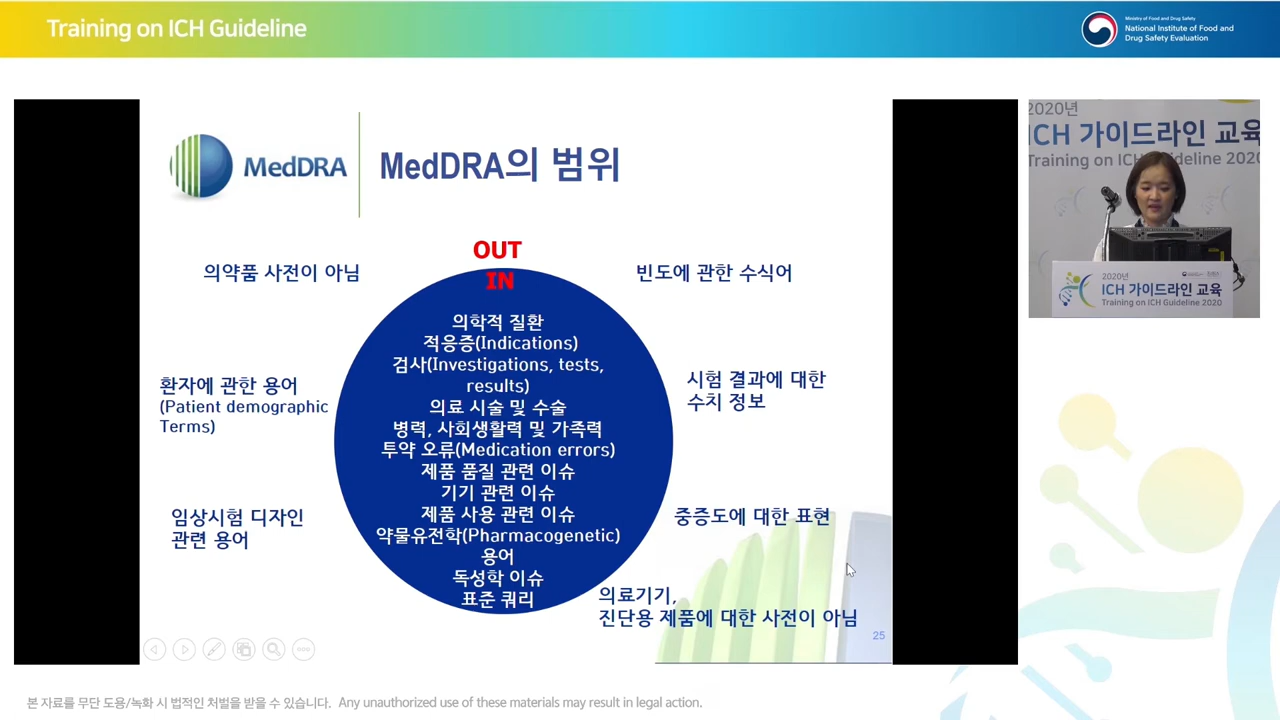 Training on ICH Guideline
Ministry of Food and Drug Safety
National Institute of Food and
Drug Safety Evaluation
MedDRA
MedDRA의 범위
OUT
IN
의약품 사전이 아님
빈도에 관한 수식어
환자에 관한 용어
(Patient demographic
Terms)
시험 결과에 대한
수치 정보
임상시험 디자인
관련 용어
중증도에 대한 표현
의료기기,
진단용 제품에 대한 사전이 아님
의학적 질환
적응증(Indications)
검사(Investigations, tests,
results)
의료 시술 및 수술
병력, 사회생활력 및 가족력
투약 오류(Medication errors)
제품 품질 관련 이슈
기기 관련 이슈
제품 사용 관련 이슈
약물유전학(Pharmacogenetic)
용어
독성학 이슈
표준 쿼리
25
2020년
ICH 가이드라인 교육
Training on ICH Guideline 2020
2020년
ICH 가이드라인 교육
Training on ICH Guideline 2020
본 자료를 무단 도용/녹화 시 법적인 처벌을 받을 수 있습니다. Any unauthorized use of these materials may result in legal action.